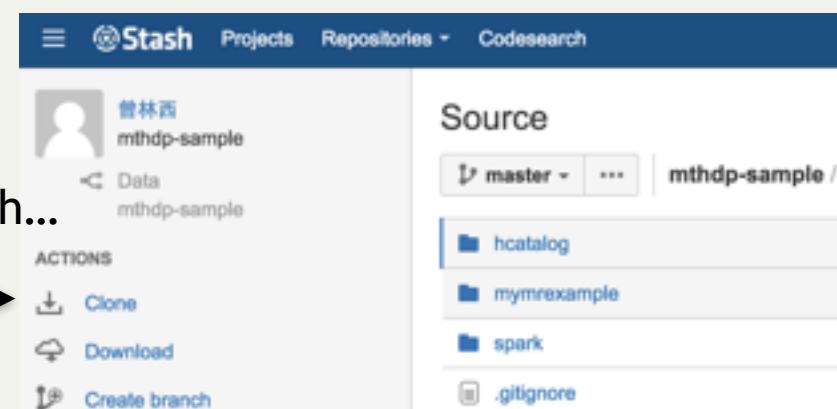 Stash Projects Repositories Codesearch
曾林西
mthdp-sample
Data
mthdp-sample
h...
ACTIONS
Clone
Download
Create branch
Source
master ... mthdp-sample /
hcatalog
mymrexample
spark
.gitignore